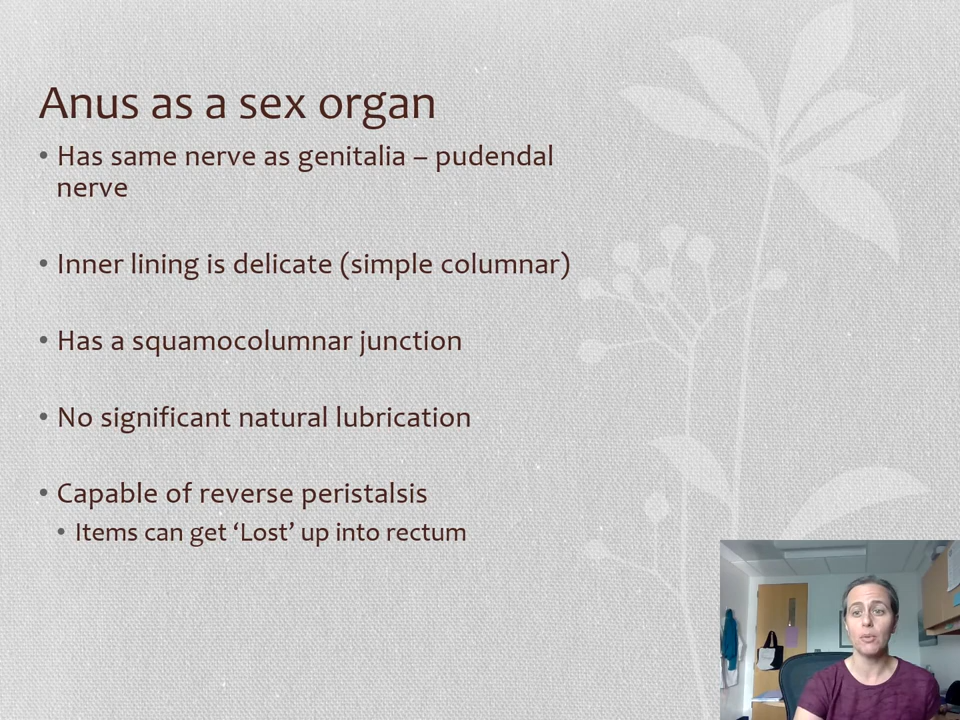 Anus as a sex organ
• Has same nerve as genitalia – pudendal
nerve
• Inner lining is delicate (simple columnar)
• Has a squamocolumnar junction
• No significant natural lubrication
• Capable of reverse peristalsis
• Items can get ‘Lost’ up into rectum